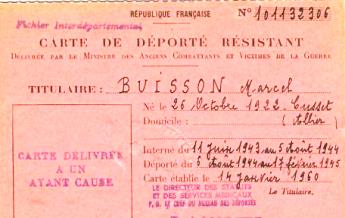 RÉPUBLIQUE FRANÇAISE
N° 101132306
Fichier Interdépartemental
CARTE DE DÉPORTÉ RÉSISTANT
DÉLIVRÉE PAR LE MINISTRE DES ANCIENS COMBATTANTS ET VICTIMES DE LA GUERRE
TITULAIRE : BUISSON Marcel
Né le 26 Octobre 1922 Cusset
Domicile : (Allier)
Interné du 11 Juin 1943 au 5 Août 1944
Déporté du 6 Août 1944 au 17 février 1945
Carte établie le 14 Janvier 1960
CARTE DÉLIVRÉE
A UN
AYANT CAUSE
LE DIRECTEUR DES STATUTS
ET DES SERVICES MÉDICAUX
Le Titulaire,